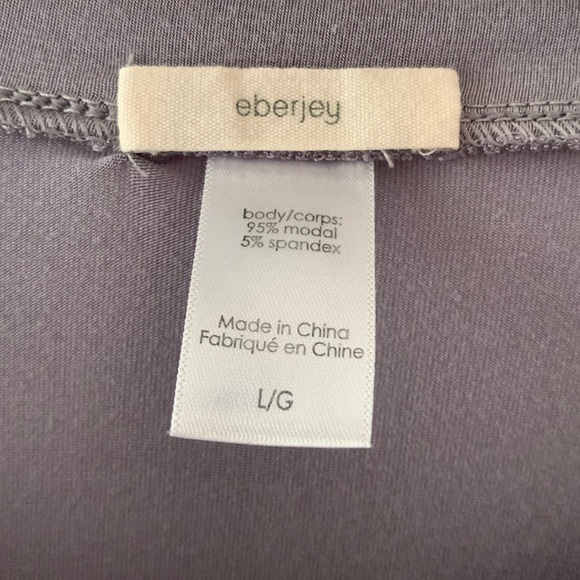 eberjey
body/corps:
95% modal
5% spandex
Made in China
Fabriqué en Chine
L/G